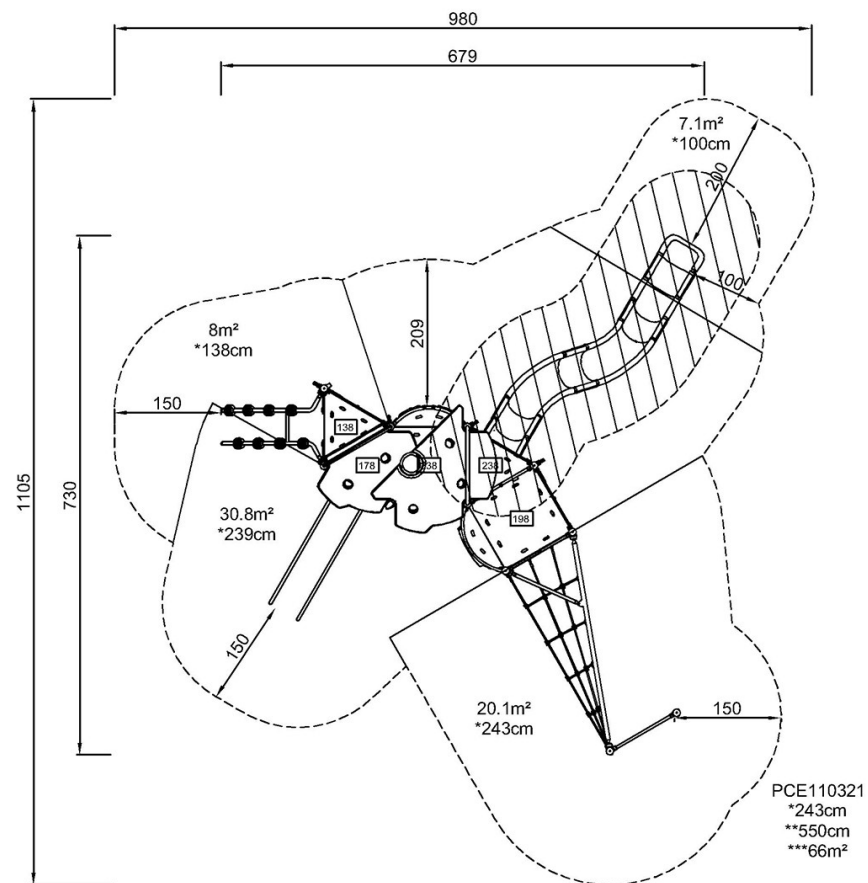 980
679
7.1m²
*100cm
200
100
209
8m²
*138cm
150
1105
730
138
178
238
238
198
30.8m²
*239cm
150
20.1m²
*243cm
150
PCE110321
*243cm
**550cm
***66m²